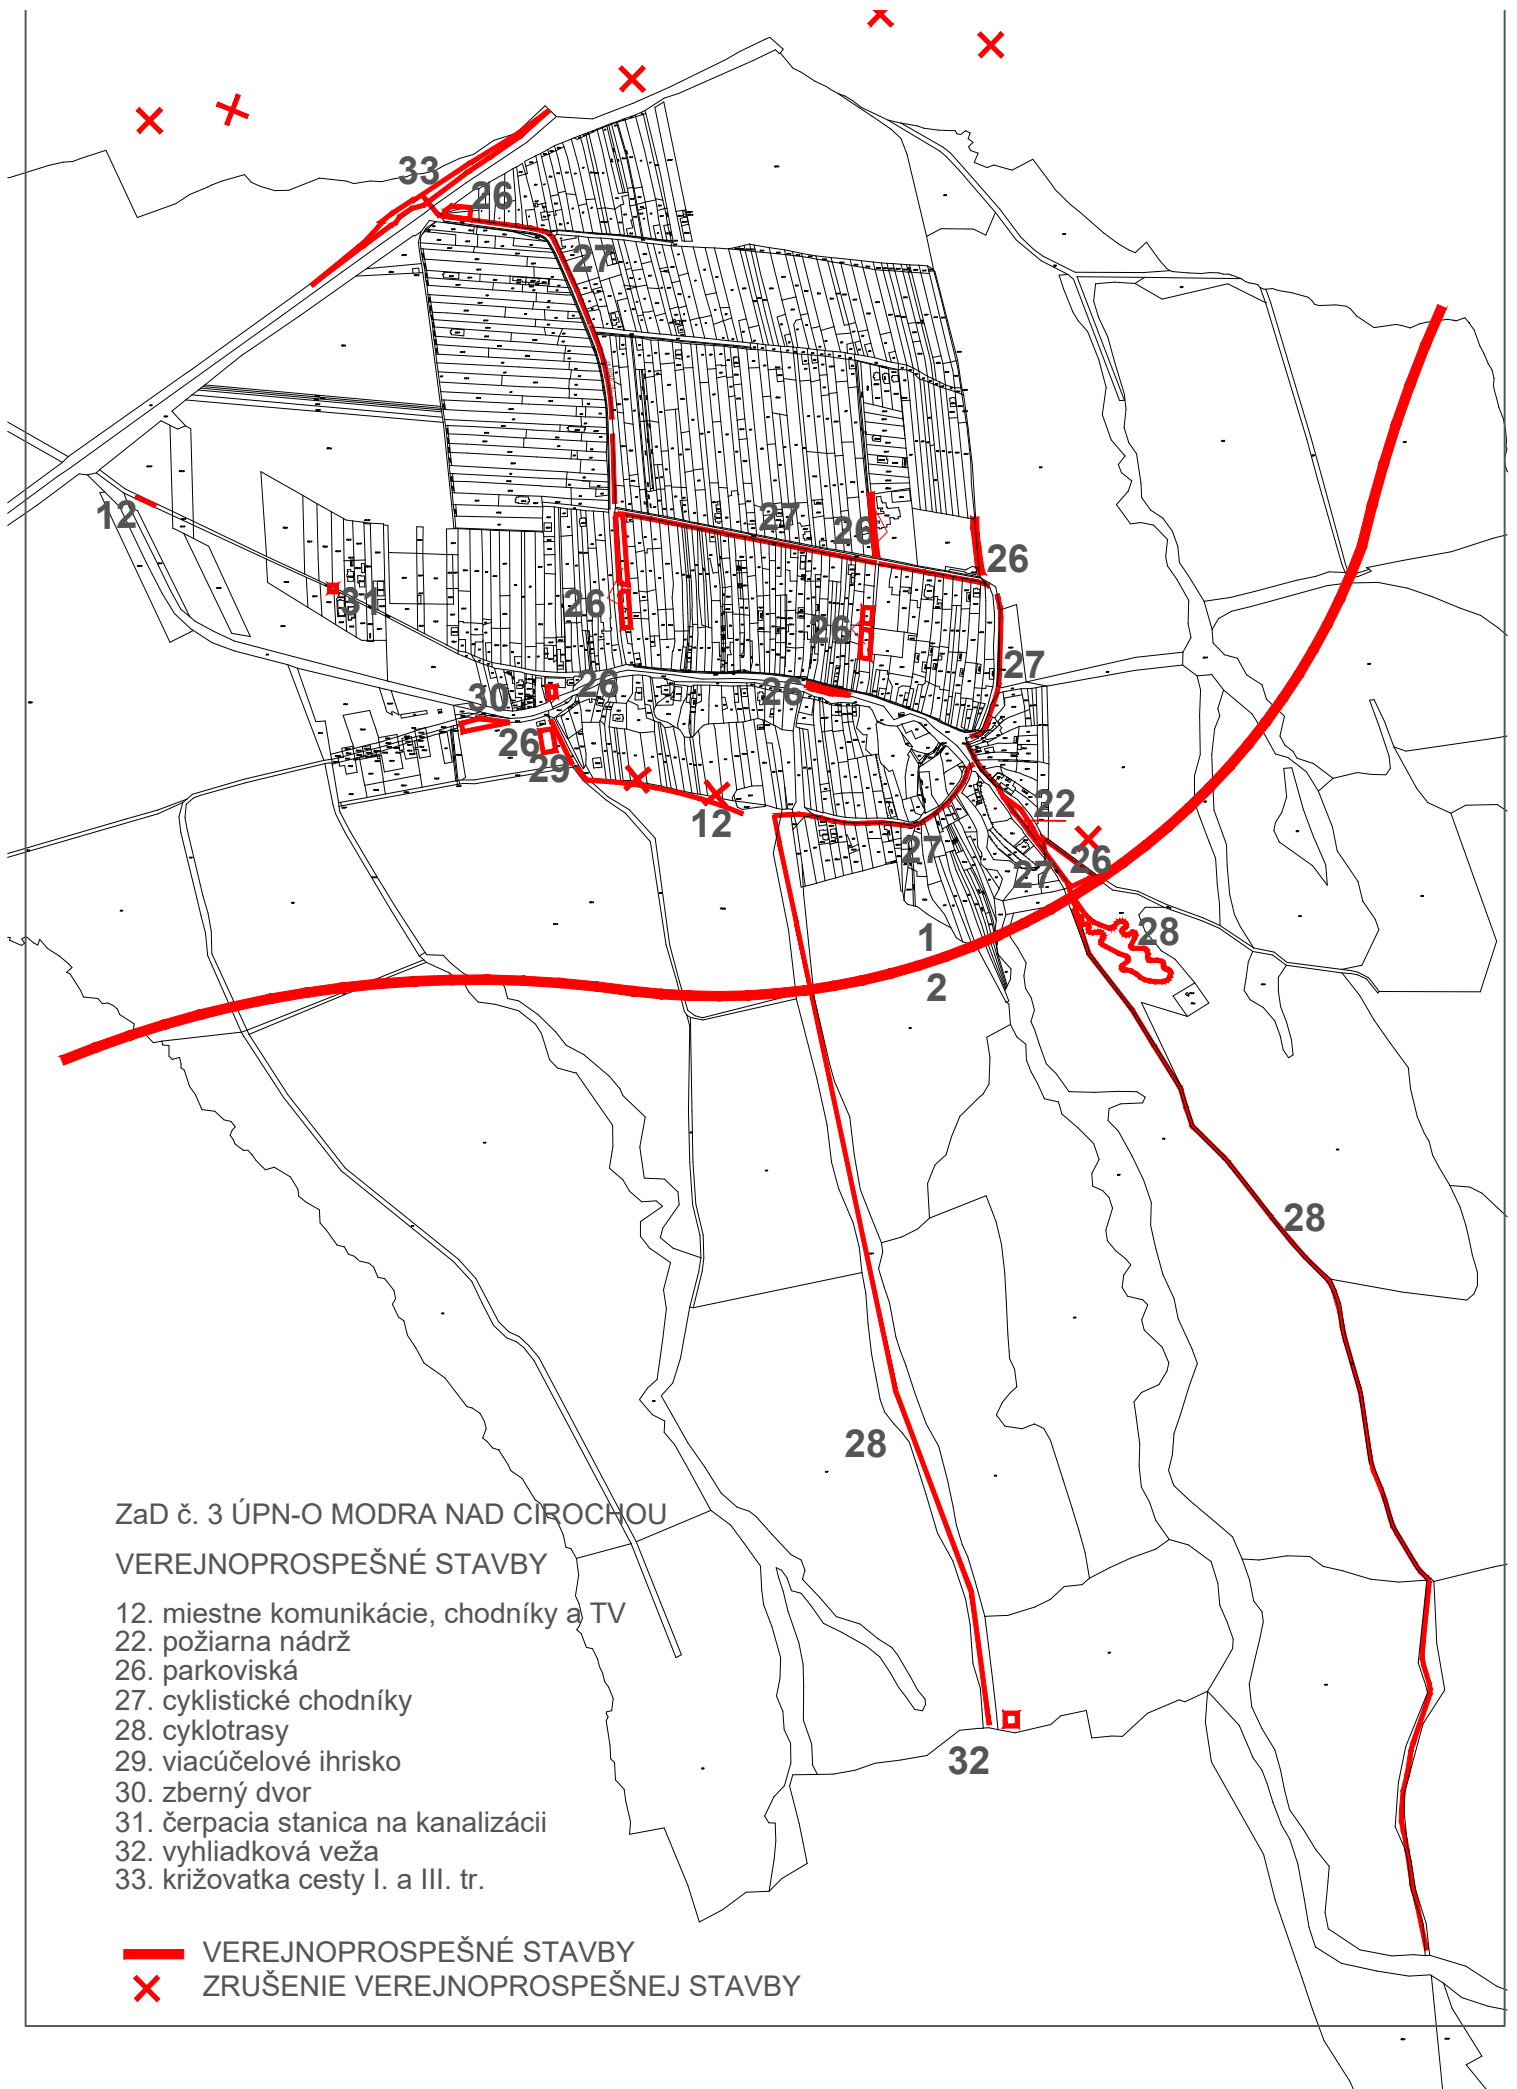 33
26
27
12
27
26
26
31
26
26
27
30
26
26
26
29
12
22
27
26
27
1
28
2
28
28
32
ZaD č. 3 ÚPN-O MODRA NAD CIROCHOU
VEREJNOPROSPEŠNÉ STAVBY
12. miestne komunikácie, chodníky a TV
22. požiarna nádrž
26. parkoviská
27. cyklistické chodníky
28. cyklotrasy
29. viacúčelové ihrisko
30. zberný dvor
31. čerpacia stanica na kanalizácii
32. vyhliadková veža
33. križovatka cesty I. a III. tr.
VEREJNOPROSPEŠNÉ STAVBY
ZRUŠENIE VEREJNOPROSPEŠNEJ STAVBY